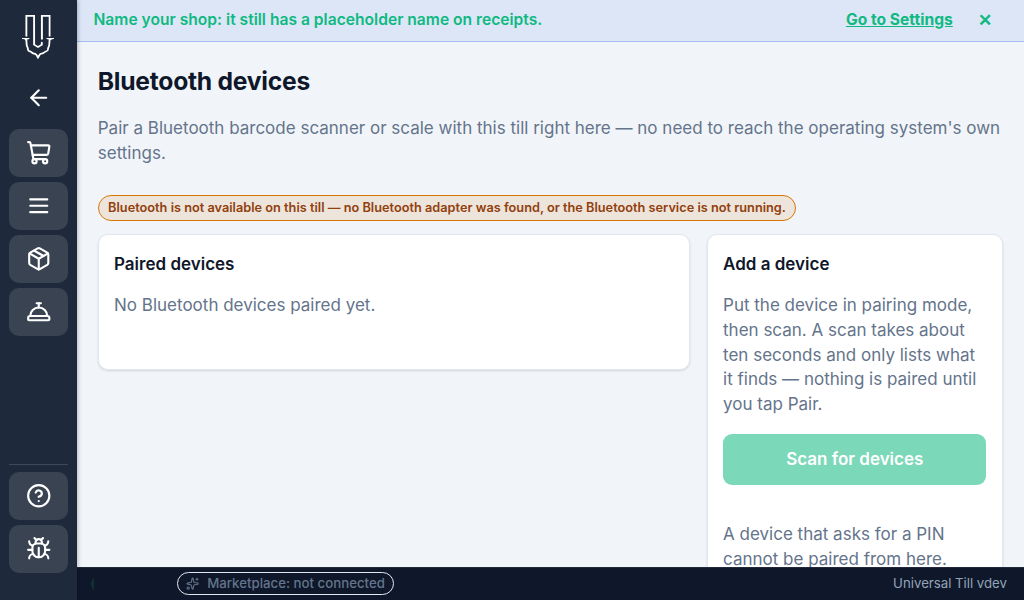 Name your shop: it still has a placeholder name on receipts.
Go to Settings ✕
Bluetooth devices
Pair a Bluetooth barcode scanner or scale with this till right here — no need to reach the operating system's own
settings.
Bluetooth is not available on this till — no Bluetooth adapter was found, or the Bluetooth service is not running.
Paired devices
No Bluetooth devices paired yet.
Add a device
Put the device in pairing mode,
then scan. A scan takes about
ten seconds and only lists what
it finds — nothing is paired until
you tap Pair.
Scan for devices
A device that asks for a PIN
cannot be paired from here.
Marketplace: not connected
Universal Till vdev